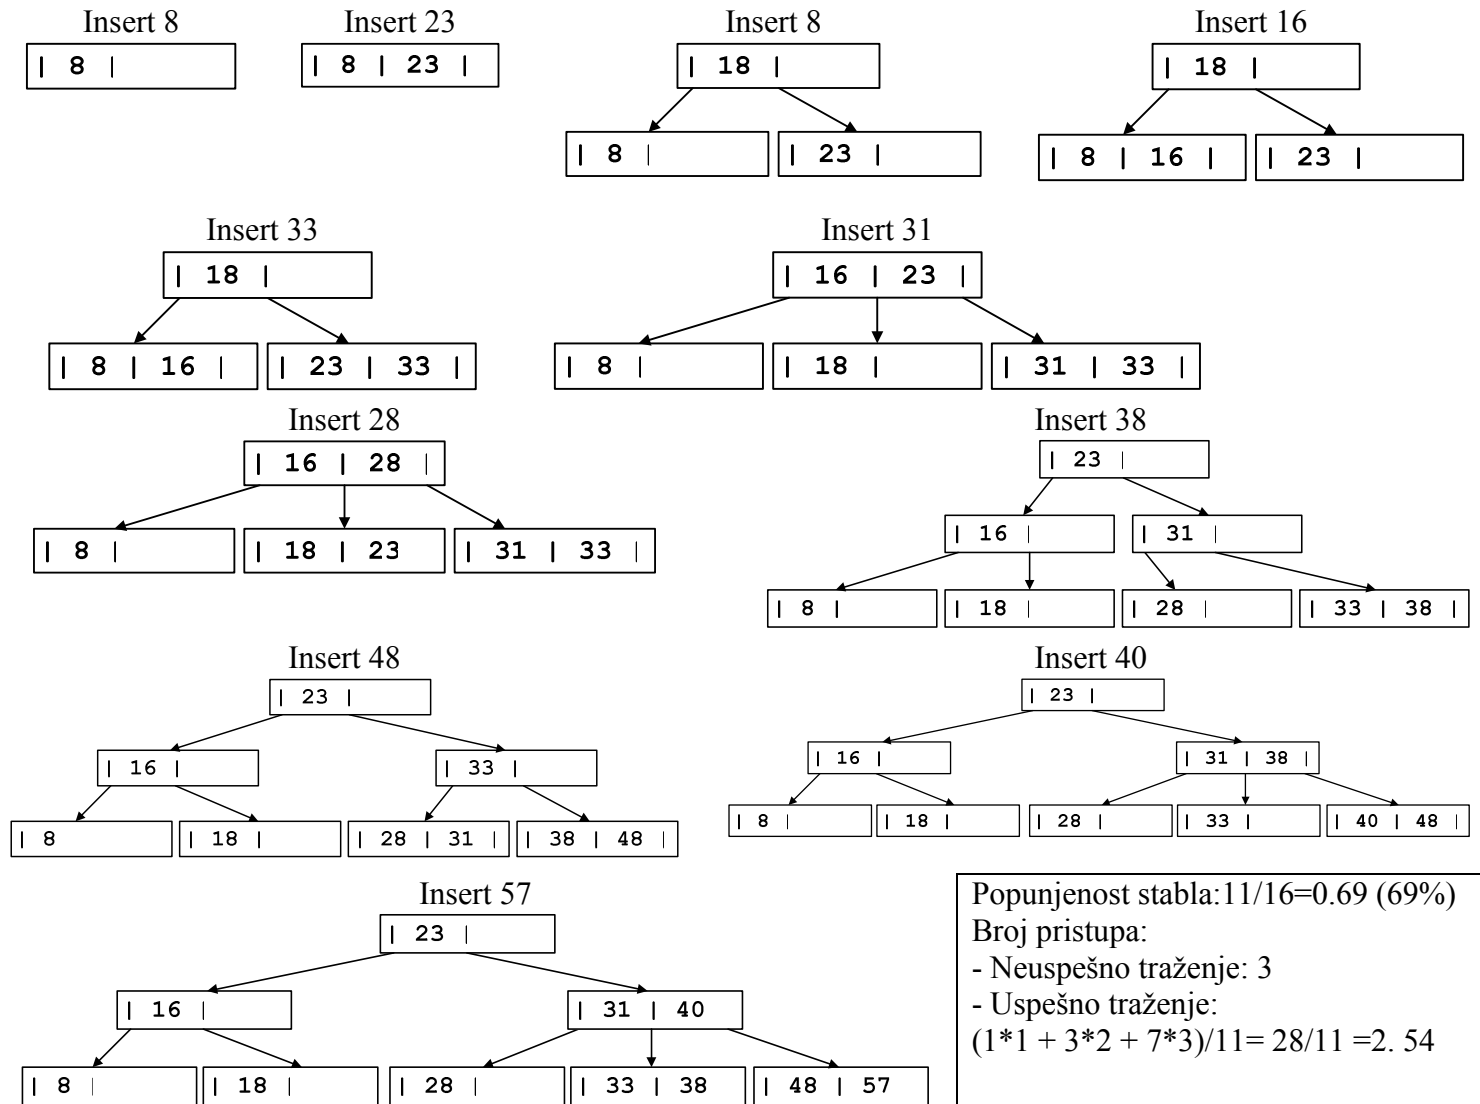 Insert 8 Insert 23 Insert 8 Insert 16
| 8 | | 8 | 23 | | 18 | | 18 |
| 8 | | 23 | | 8 | 16 | | 23 |
Insert 33 Insert 31
| 18 | | 16 | 23 |
| 8 | 16 | | 23 | 33 | | 8 | | 18 | | 31 | 33 |
Insert 28 Insert 38
| 16 | 28 | | 23 |
| 16 | | 31 |
| 8 | | 18 | 23 | 31 | 33 |
| 8 | | 18 | | 28 | | 33 | 38 |
Insert 48 Insert 40
| 23 | | 23 |
| 16 | | 33 | | 16 | | 31 | 38 |
| 8 | 18 | | 28 | 31 | | 38 | 48 | | 8 | | 18 | | 28 | | 33 | | 40 | 48 |
Insert 57
| 23 |
| 16 | | 31 | 40
| 8 | | 18 | | 28 | | 33 | 38 | 48 | 57
Popunjenost stabla:11/16=0.69 (69%)
Broj pristupa:
- Neuspešno traženje: 3
- Uspešno traženje:
(1*1 + 3*2 + 7*3)/11= 28/11 =2. 54